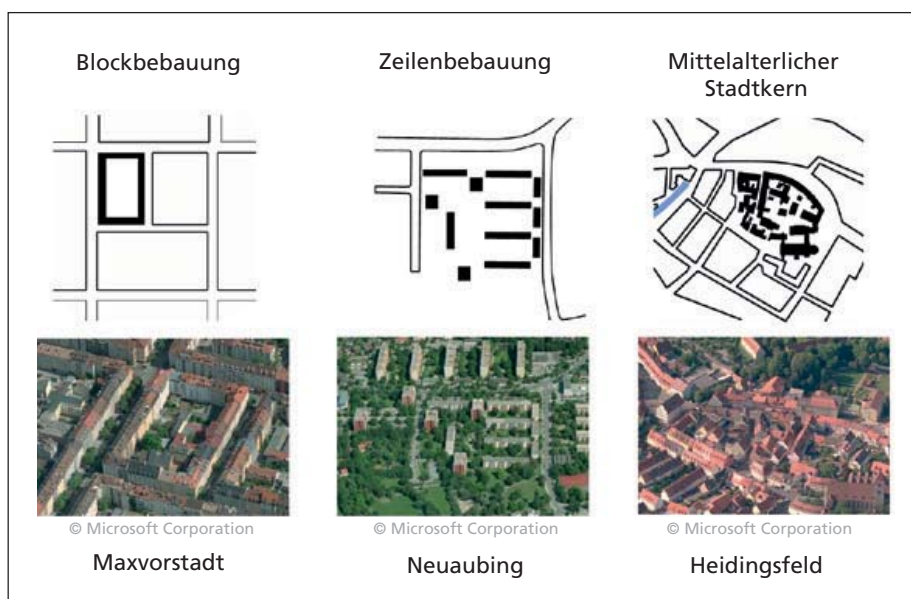 Blockbebauung
Zeilenbebauung
Mittelalterlicher
Stadtkern
© Microsoft Corporation
© Microsoft Corporation
© Microsoft Corporation
Maxvorstadt
Neuaubing
Heidingsfeld